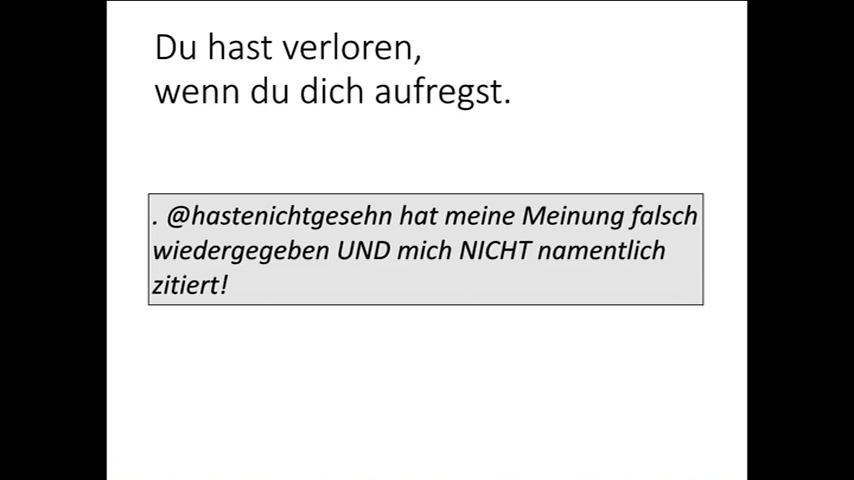 Du hast verloren,
wenn du dich aufregst.
. @hastenichtgesehn hat meine Meinung falsch
wiedergegeben UND mich NICHT namentlich
zitiert!